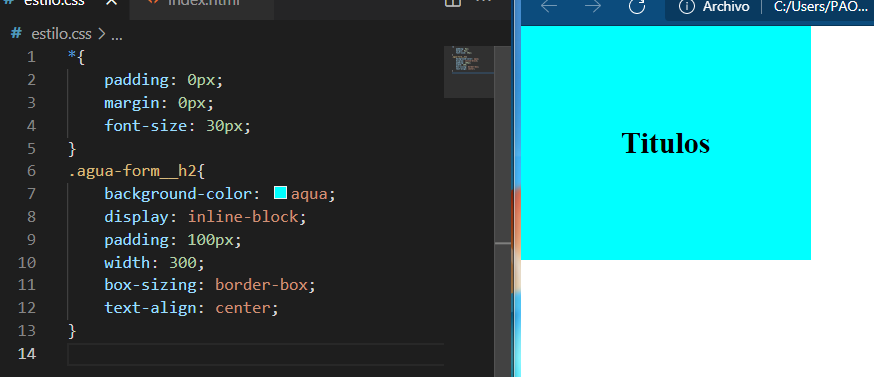 estilo.css
index.html
# estilo.css > ...
1 *{
2 padding: 0px;
3 margin: 0px;
4 font-size: 30px;
5 }
6 .agua-form__h2{
7 background-color: aqua;
8 display: inline-block;
9 padding: 100px;
10 width: 300;
11 box-sizing: border-box;
12 text-align: center;
13 }
14
Archivo
C:/Users/PAO...
Titulos